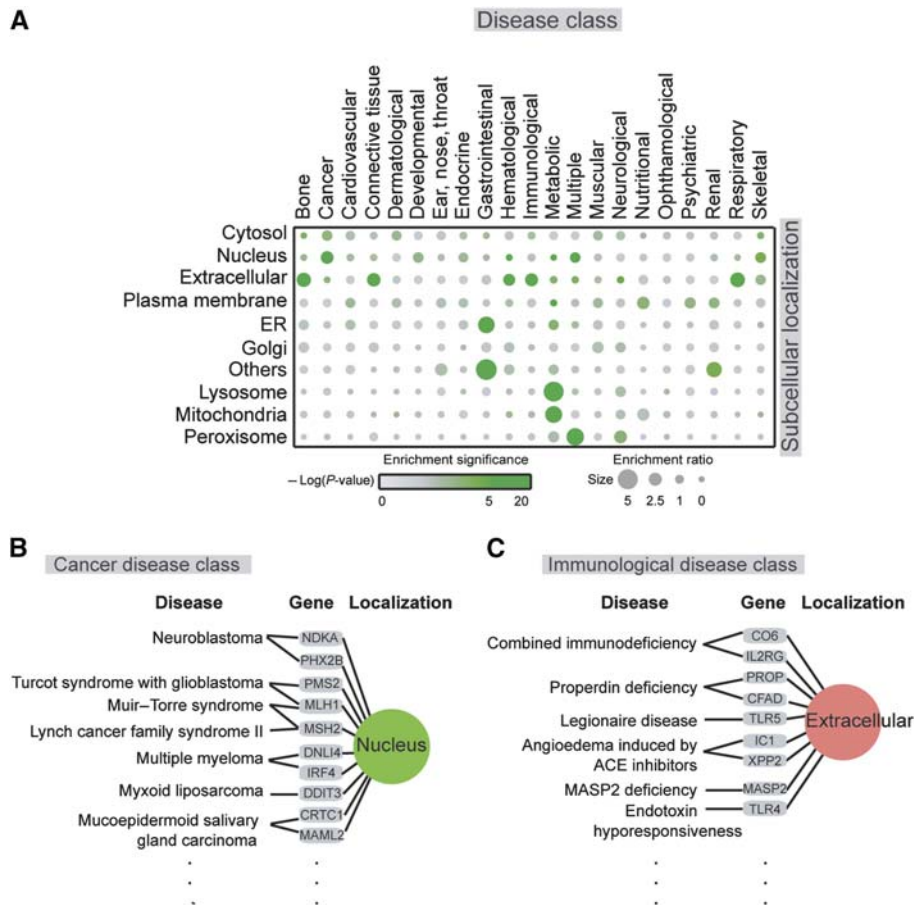 A
Disease class
Bone
Cancer
Cardiovascular
Connective tissue
Dermatological
Developmental
Ear, nose, throat
Endocrine
Gastrointestinal
Hematological
Immunological
Metabolic
Multiple
Muscular
Neurological
Nutritional
Ophthamological
Psychiatric
Renal
Respiratory
Skeletal
Cytosol
Nucleus
Extracellular
Plasma membrane
ER
Golgi
Others
Lysosome
Mitochondria
Peroxisome
Subcellular localization
Enrichment significance
– Log(P-value)
0 5 20
Enrichment ratio
Size
5 2.5 1 0
B
Cancer disease class
Disease Gene Localization
Neuroblastoma
NDKA
PHX2B
Turcot syndrome with glioblastoma
PMS2
Muir–Torre syndrome
MLH1
Lynch cancer family syndrome II
MSH2
Multiple myeloma
DNLI4
IRF4
Myxoid liposarcoma
DDIT3
Mucoepidermoid salivary
gland carcinoma
CRTC1
MAML2
Nucleus
C
Immunological disease class
Disease Gene Localization
Combined immunodeficiency
CO6
IL2RG
Properdin deficiency
PROP
CFAD
Legionaire disease
TLR5
Angioedema induced by
ACE inhibitors
IC1
XPP2
MASP2 deficiency
MASP2
Endotoxin
hyporesponsiveness
TLR4
Extracellular